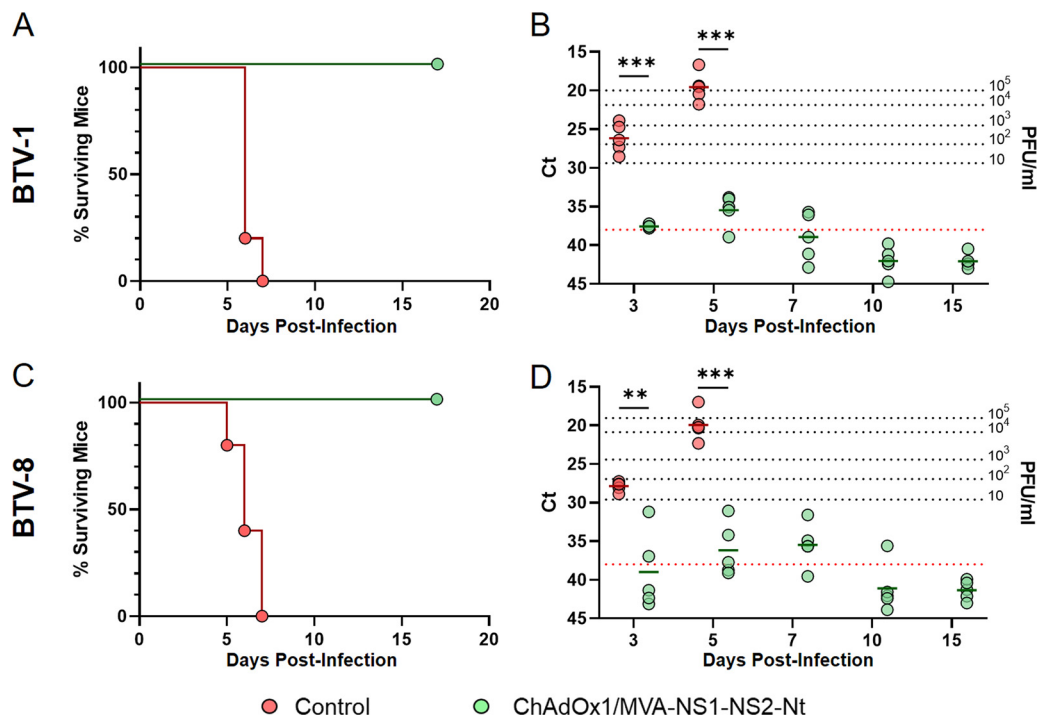 A
B
BTV-1
% Surviving Mice
100
50
0
0 5 10 15 20
Days Post-Infection
*** ***
Ct
15
20
25
30
35
40
45
10⁵
10⁴
10³
10²
10
PFU/ml
3 5 7 10 15
Days Post-Infection
C
D
BTV-8
% Surviving Mice
100
50
0
0 5 10 15 20
Days Post-Infection
** ***
Ct
15
20
25
30
35
40
45
10⁵
10⁴
10³
10²
10
PFU/ml
3 5 7 10 15
Days Post-Infection
Control ChAdOx1/MVA-NS1-NS2-Nt